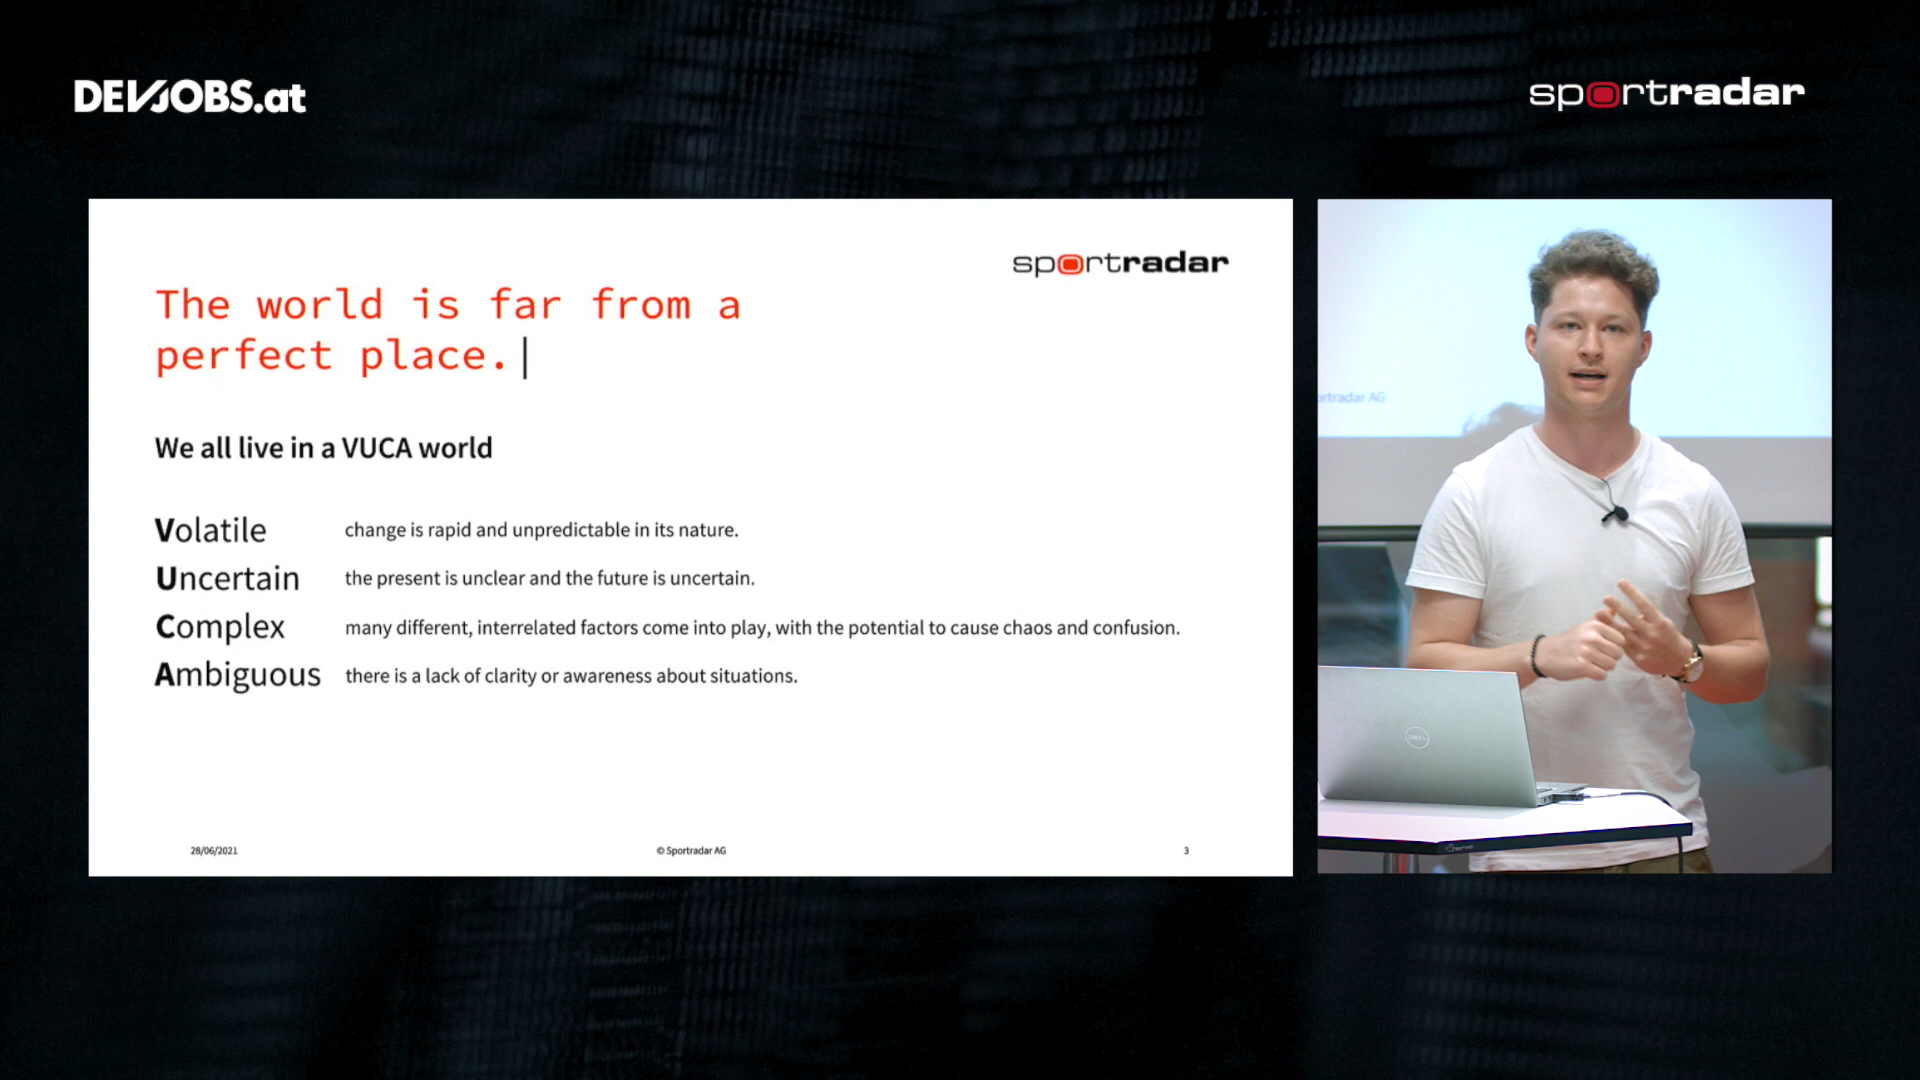 DEVJOBS.at
sportradar
sportradar
The world is far from a
perfect place.
We all live in a VUCA world
Volatile change is rapid and unpredictable in its nature.
Uncertain the present is unclear and the future is uncertain.
Complex many different, interrelated factors come into play, with the potential to cause chaos and confusion.
Ambiguous there is a lack of clarity or awareness about situations.
28/06/2021 © Sportradar AG 3
ortradar AG
DELL